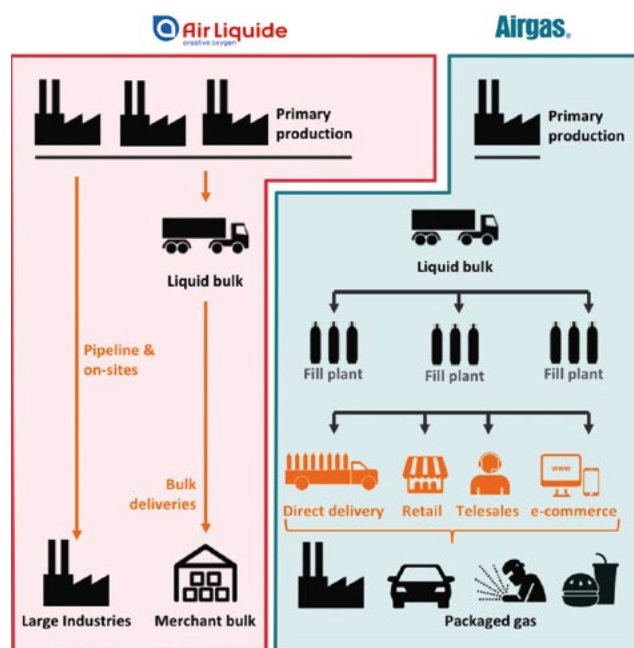 Air Liquide
creative oxygen
Airgas®
Primary
production
Primary
production
Liquid bulk
Liquid bulk
Fill plant
Fill plant
Fill plant
Pipeline &
on-sites
Bulk
deliveries
www
Direct delivery
Retail
Telesales
e-commerce
Large Industries
Merchant bulk
Packaged gas